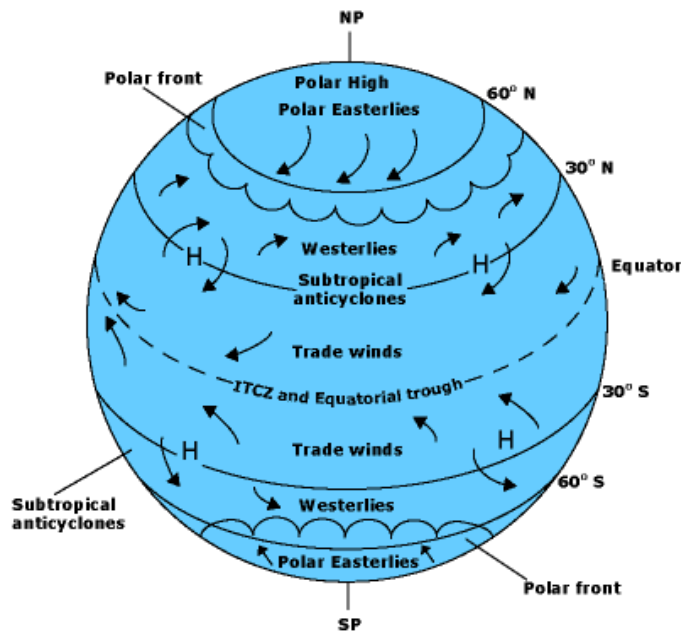 NP
Polar front
Polar High
60° N
Polar Easterlies
30° N
H
Westerlies
H
Equator
Subtropical
anticyclones
Trade winds
ITCZ and Equatorial trough
30° S
H
Trade winds
H
60° S
Subtropical
anticyclones
Westerlies
Polar Easterlies
Polar front
SP